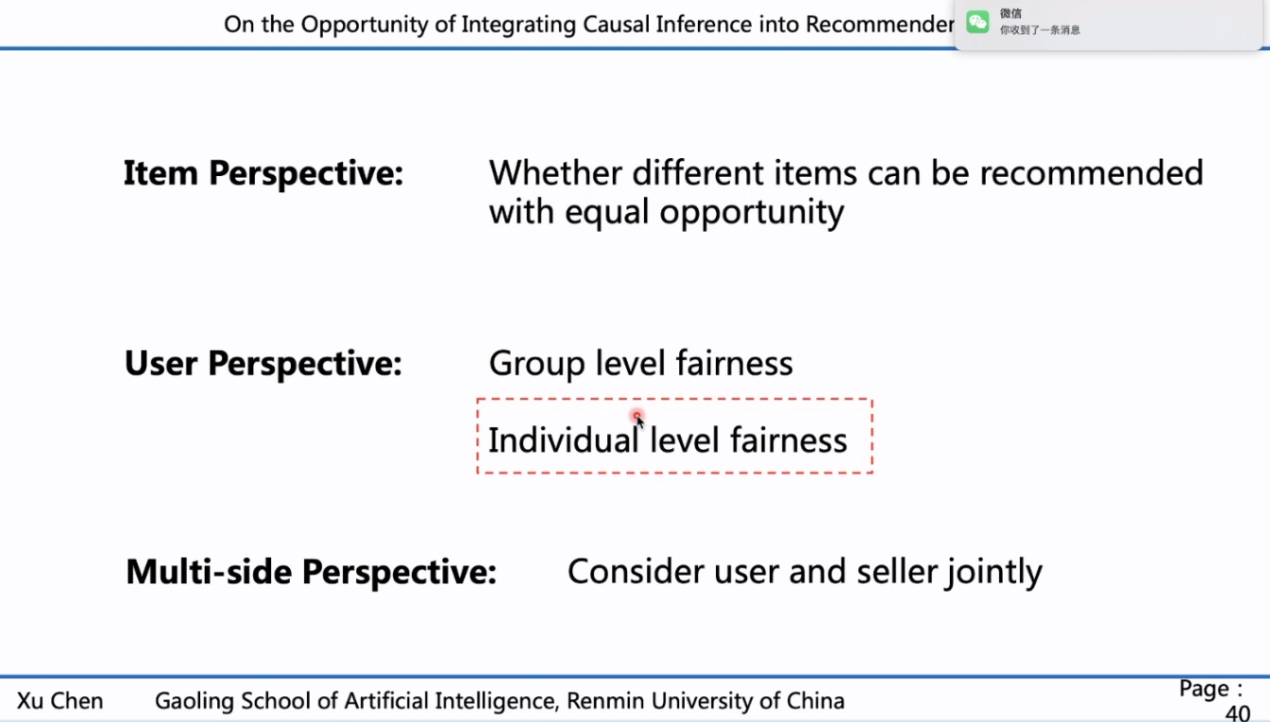 On the Opportunity of Integrating Causal Inference into Recommender
微信
你收到了一条消息
Item Perspective:
Whether different items can be recommended
with equal opportunity
User Perspective:
Group level fairness
Individual level fairness
Multi-side Perspective:
Consider user and seller jointly
Xu Chen
Gaoling School of Artificial Intelligence, Renmin University of China
Page :
40